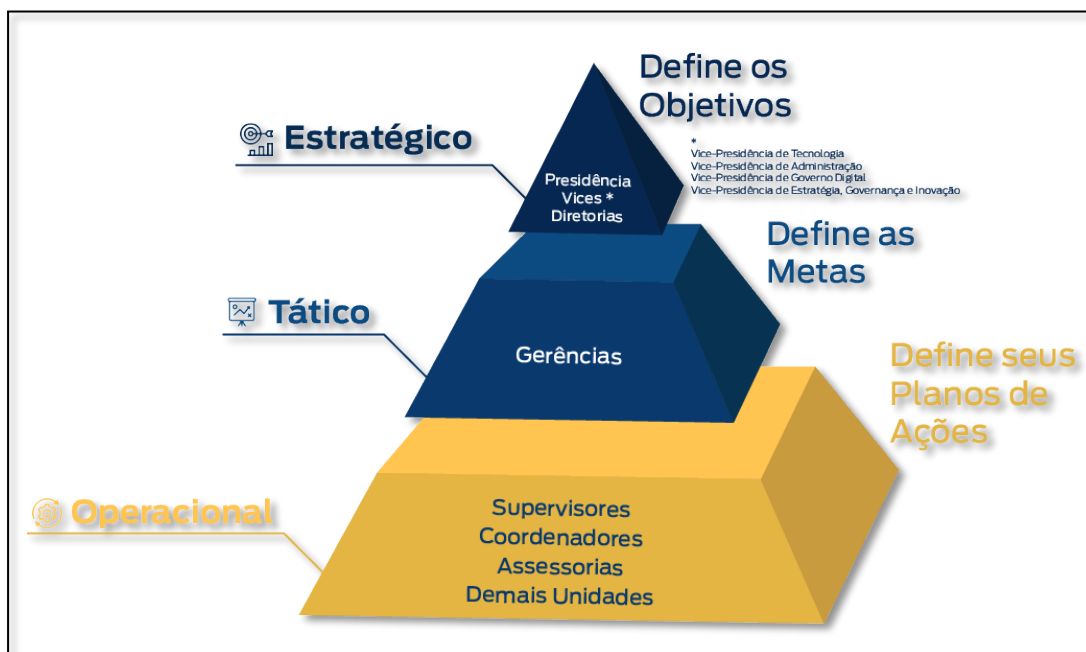 Define os
Objetivos
Estratégico
*
Vice-Presidência de Tecnologia
Vice-Presidência de Administração
Vice-Presidência de Governo Digital
Vice-Presidência de Estratégia, Governança e Inovação
Presidência
Vices *
Diretorias
Define as
Metas
Tático
Gerências
Define seus
Planos de
Ações
Operacional
Supervisores
Coordenadores
Assessorias
Demais Unidades